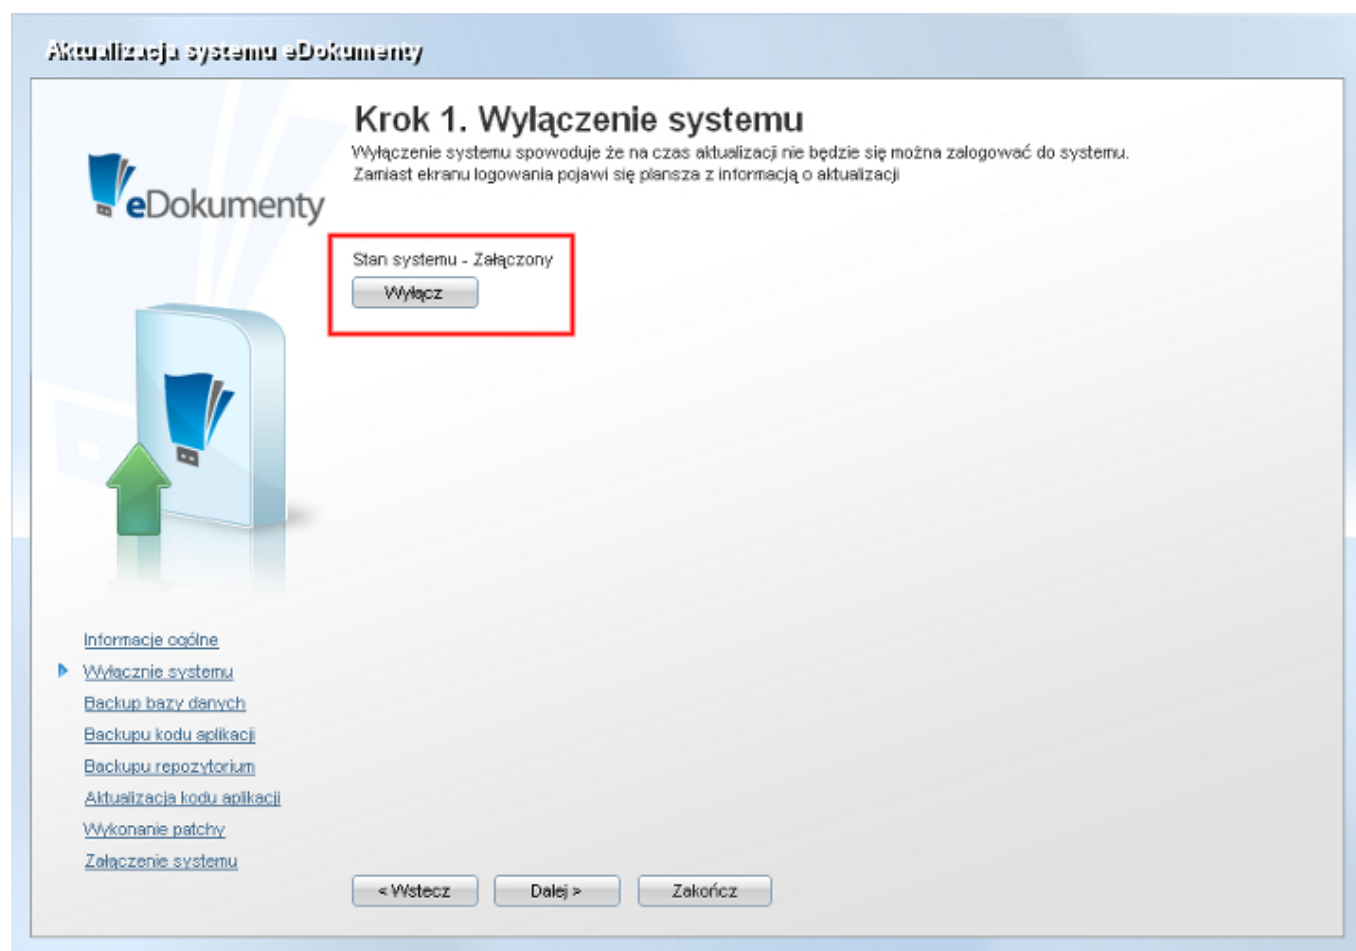 Aktualizacja systemu eDokumenty
Krok 1. Wylączenie systemu
Wyłączenie systemu spowoduje że na czas aktualizacji nie będzie się można zalogować do systemu.
Zamiast ekranu logowania pojawi się plansza z informacją o aktualizacji
eDokumenty
Stan systemu - Załączony
Wyłącz
Informacje ogólne
Wyłącznie systemu
Backup bazy danych
Backupu kodu aplikacji
Backupu repozytorium
Aktualizacja kodu aplikacji
Wykonanie patchy
Załączenie systemu
< Wstecz Dalej > Zakończ